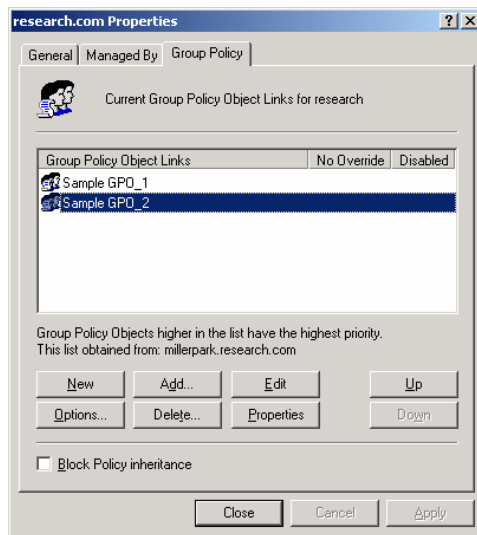 research.com Properties
General Managed By Group Policy
Current Group Policy Object Links for research
Group Policy Object Links No Override Disabled
Sample GPO_1
Sample GPO_2
Group Policy Objects higher in the list have the highest priority.
This list obtained from: millerpark.research.com
New Add... Edit Up
Options... Delete... Properties Down
Block Policy inheritance
Close Cancel Apply